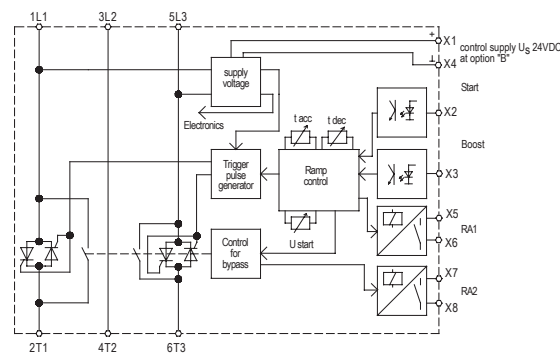 1L1 3L2 5L3
+ X1
control supply US 24VDC
at option "B"
⊥ X4
supply
voltage
Start
X2
Electronics
t acc t dec
Boost
Trigger
pulse
generator
Ramp
control
X3
X5
RA1
X6
U start
Control
for
bypass
X7
RA2
X8
2T1 4T2 6T3